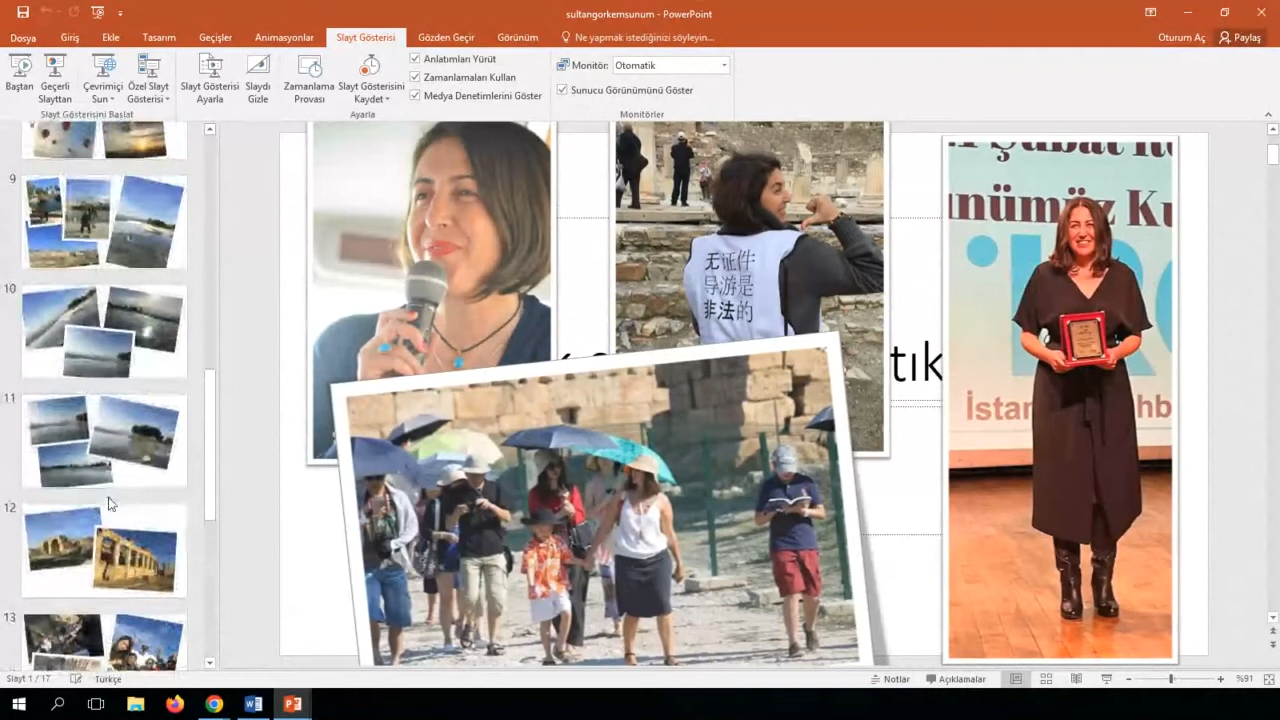 sultangorkemsunum - PowerPoint
Dosya Giriş Ekle Tasarım Geçişler Animasyonlar Slayt Gösterisi Gözden Geçir Görünüm Ne yapmak istediğinizi söyleyin... Oturum Aç Paylaş
Baştan
Geçerli
Slayttan
Çevrimiçi
Sun
Özel Slayt
Gösterisi
Slayt Gösterisini Başlat
Slayt Gösterisi
Ayarla
Slaydı
Gizle
Zamanlama
Provası
Slayt Gösterisini
Kaydet
Anlatımları Yürüt
Zamanlamaları Kullan
Medya Denetimlerini Göster
Ayarla
Monitör: Otomatik
Sunucu Görünümünü Göster
Monitörler
9
10
11
12
13
无证件
导游是
非法的
tık
ünümüz Ku
İstan
hb
Slayt 1 / 17 Türkçe Notlar Açıklamalar %91